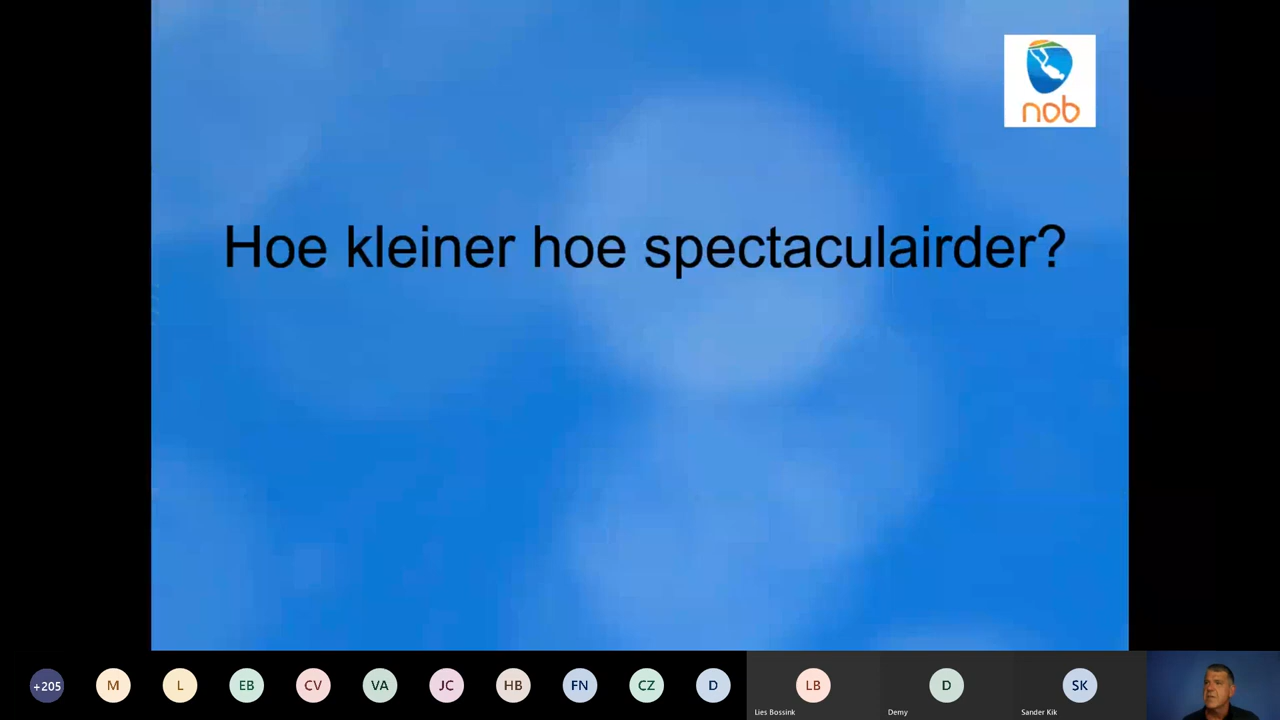 nob
Hoe kleiner hoe spectaculairder?
+205
M
L
EB
CV
VA
JC
HB
FN
CZ
D
LB
D
SK
Lies Bossink
Demy
Sander Kik